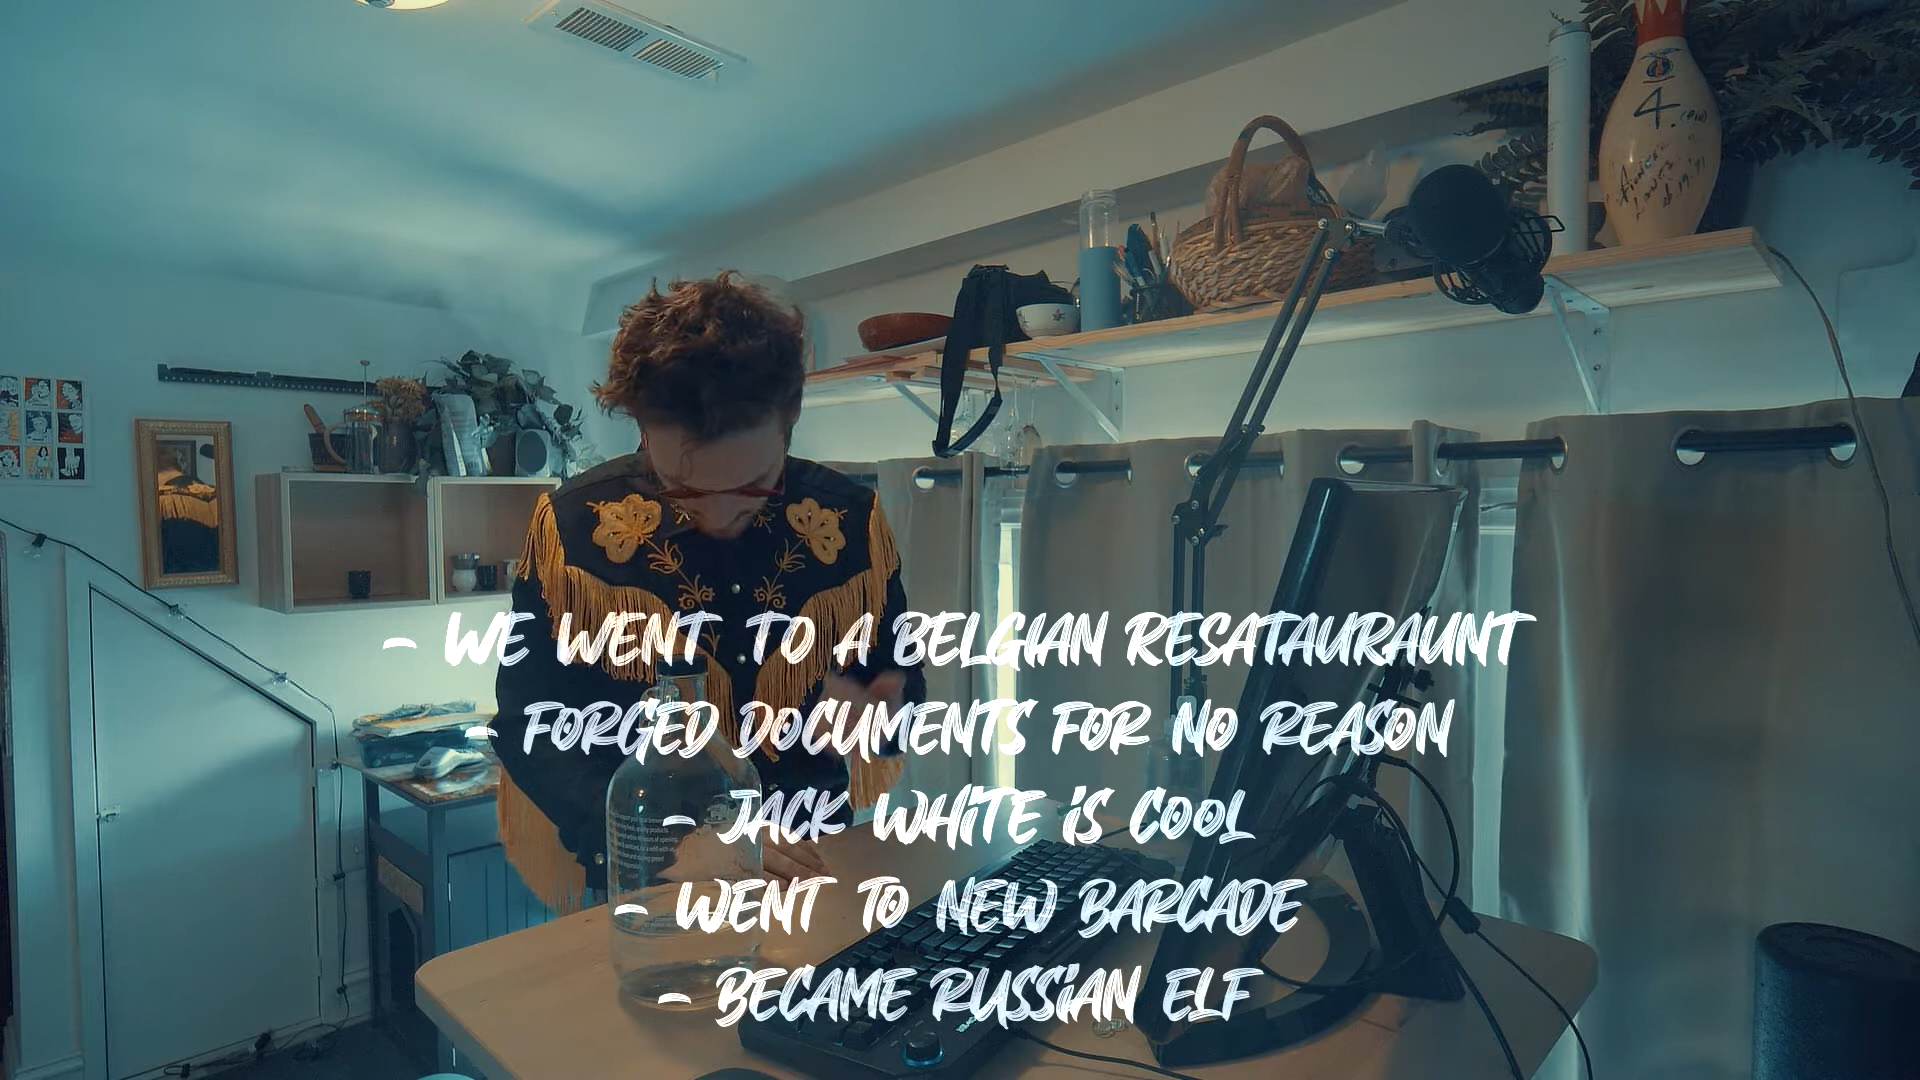 4.
- WE WENT TO A BELGIAN RESATAURAUNT
- FORGED DOCUMENTS FOR NO REASON
- JACK WHITE IS COOL
- WENT TO NEW BARCADE
- BECAME RUSSIAN ELF